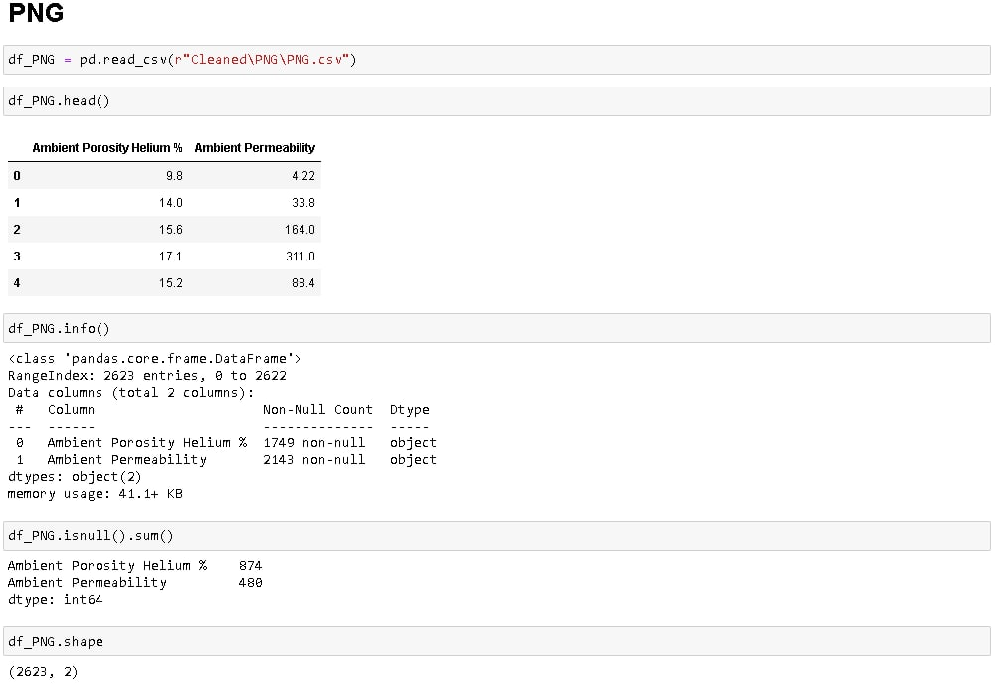 PNG
df_PNG = pd.read_csv(r"Cleaned\PNG\PNG.csv")
df_PNG.head()
Ambient Porosity Helium % Ambient Permeability
0 9.8 4.22
1 14.0 33.8
2 15.6 164.0
3 17.1 311.0
4 15.2 88.4
df_PNG.info()
<class 'pandas.core.frame.DataFrame'>
RangeIndex: 2623 entries, 0 to 2622
Data columns (total 2 columns):
# Column Non-Null Count Dtype
--- ------ -------------- -----
0 Ambient Porosity Helium % 1749 non-null object
1 Ambient Permeability 2143 non-null object
dtypes: object(2)
memory usage: 41.1+ KB
df_PNG.isnull().sum()
Ambient Porosity Helium % 874
Ambient Permeability 480
dtype: int64
df_PNG.shape
(2623, 2)